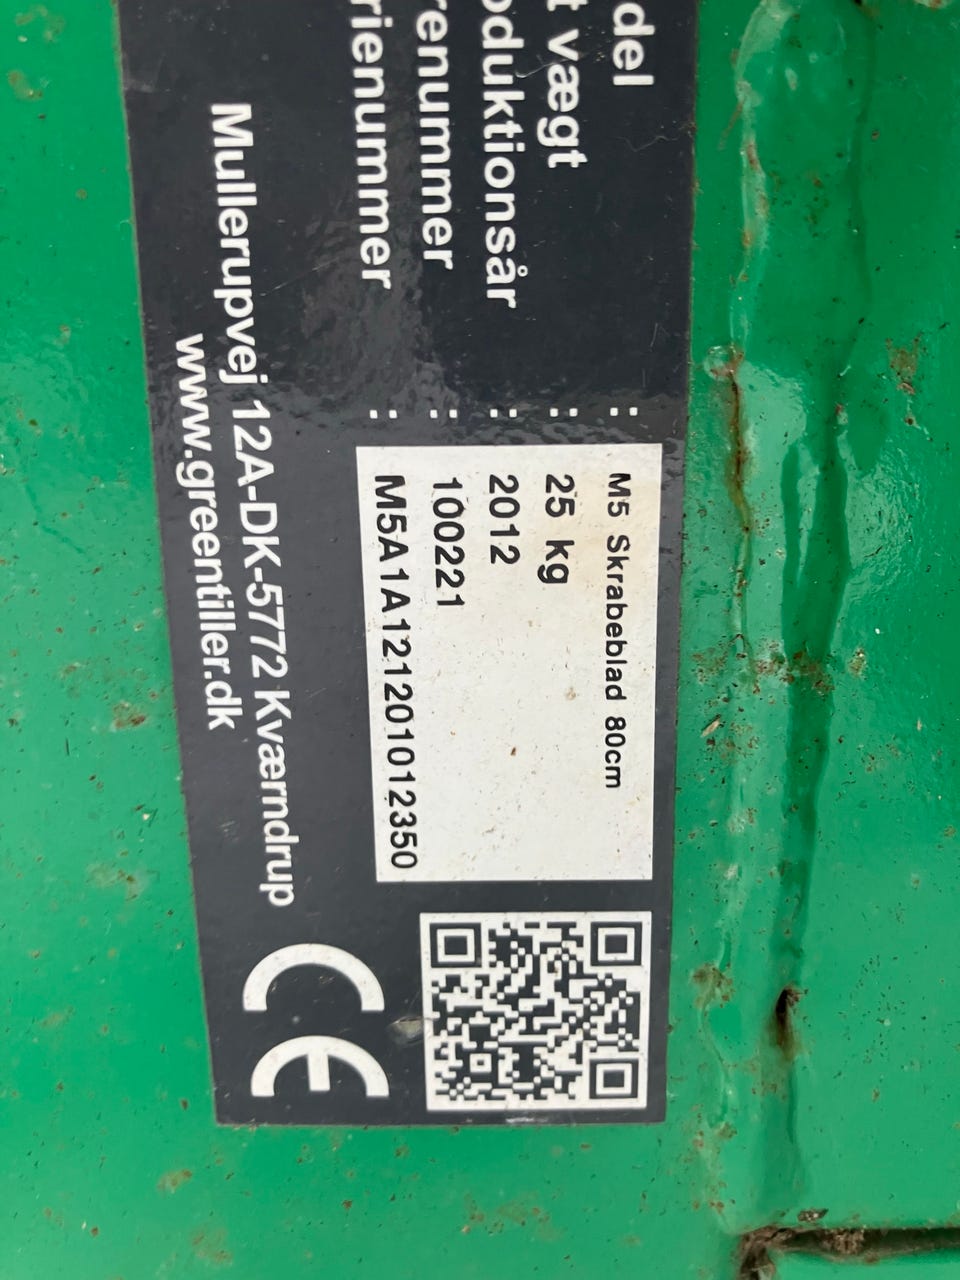 del : M5 Skrabeblad 80cm
t vægt : 25 kg
oduktionsår : 2012
renummer : 100221
rienummer : M5A1A121201012350
Mullerupvej 12A-DK-5772 Kværndrup
www.greentiller.dk
CE